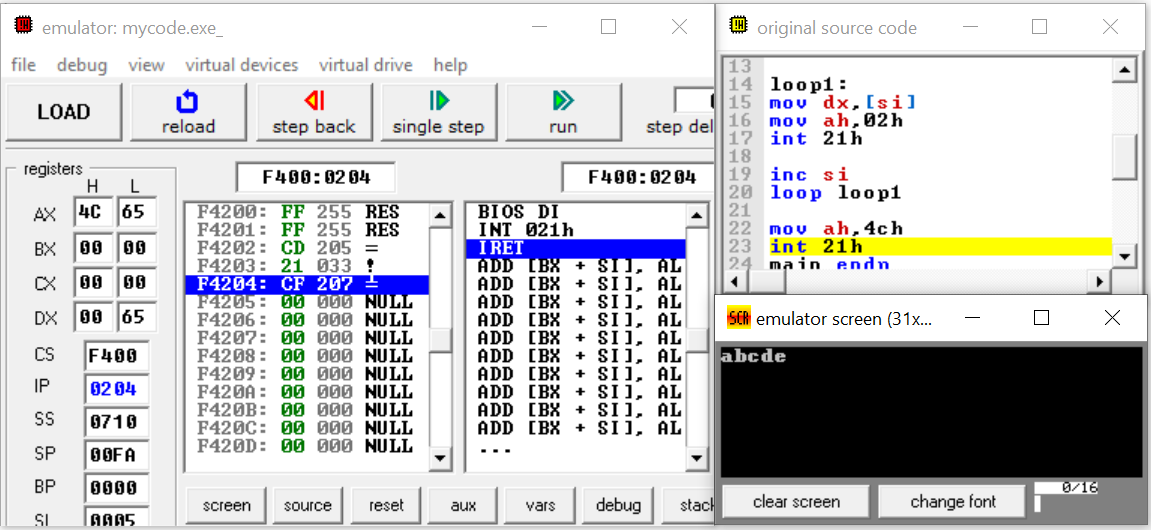 emulator: mycode.exe_
file debug view virtual devices virtual drive help
LOAD reload step back single step run step del
registers
H L
AX 4C 65
BX 00 00
CX 00 00
DX 00 65
CS F400
IP 0204
SS 0710
SP 00FA
BP 0000
SI 0005
F400:0204 F400:0204
F4200: FF 255 RES
F4201: FF 255 RES
F4202: CD 205 =
F4203: 21 033 !
F4204: CF 207 ╧
F4205: 00 000 NULL
F4206: 00 000 NULL
F4207: 00 000 NULL
F4208: 00 000 NULL
F4209: 00 000 NULL
F420A: 00 000 NULL
F420B: 00 000 NULL
F420C: 00 000 NULL
F420D: 00 000 NULL
BIOS DI
INT 021h
IRET
ADD [BX + SI], AL
ADD [BX + SI], AL
ADD [BX + SI], AL
ADD [BX + SI], AL
ADD [BX + SI], AL
ADD [BX + SI], AL
ADD [BX + SI], AL
ADD [BX + SI], AL
ADD [BX + SI], AL
ADD [BX + SI], AL
...
screen source reset aux vars debug stack
original source code
13
14 loop1:
15 mov dx,[si]
16 mov ah,02h
17 int 21h
18
19 inc si
20 loop loop1
21
22 mov ah,4ch
23 int 21h
24 main endp
SCR emulator screen (31x...
abcde
clear screen change font 0/16